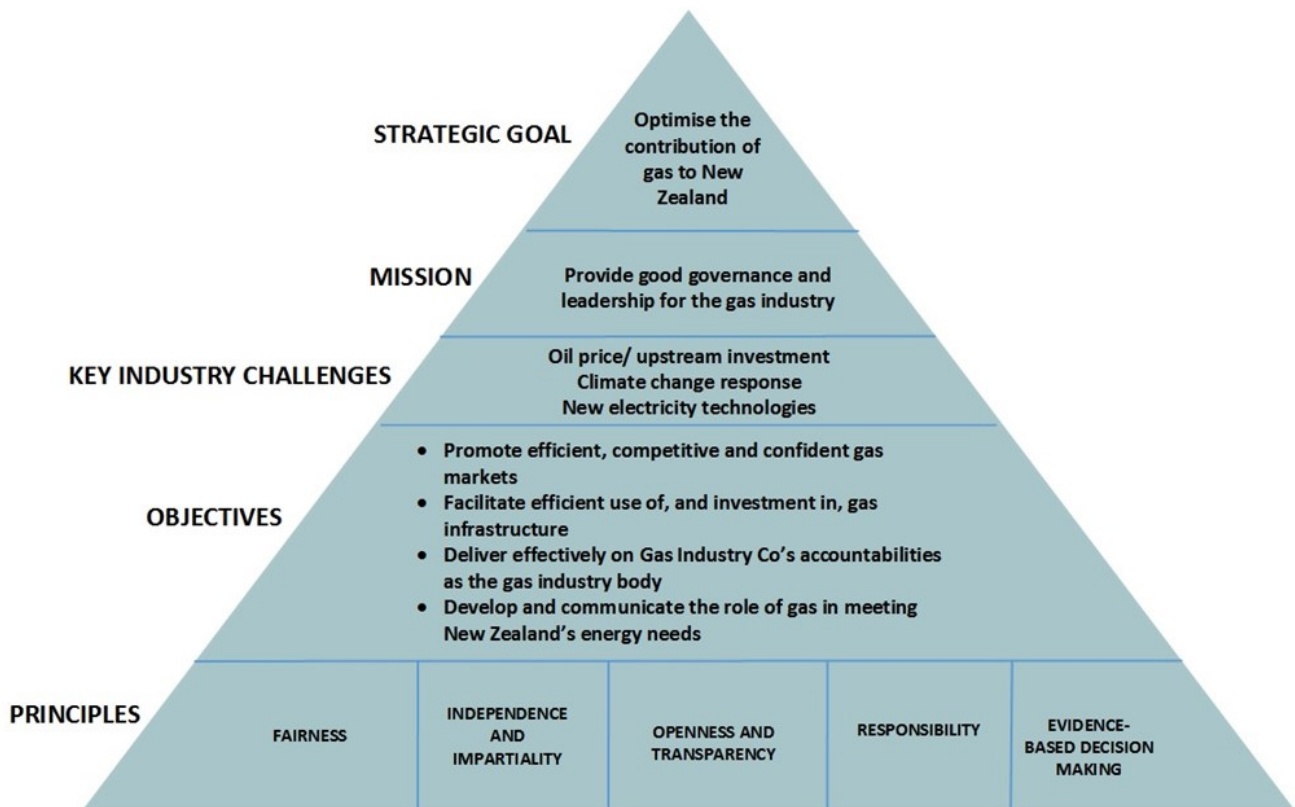 STRATEGIC GOAL
Optimise the
contribution of
gas to New
Zealand
MISSION
Provide good governance and
leadership for the gas industry
KEY INDUSTRY CHALLENGES
Oil price/ upstream investment
Climate change response
New electricity technologies
OBJECTIVES
• Promote efficient, competitive and confident gas
markets
• Facilitate efficient use of, and investment in, gas
infrastructure
• Deliver effectively on Gas Industry Co’s accountabilities
as the gas industry body
• Develop and communicate the role of gas in meeting
New Zealand’s energy needs
PRINCIPLES
FAIRNESS
INDEPENDENCE
AND
IMPARTIALITY
OPENNESS AND
TRANSPARENCY
RESPONSIBILITY
EVIDENCE-
BASED DECISION
MAKING